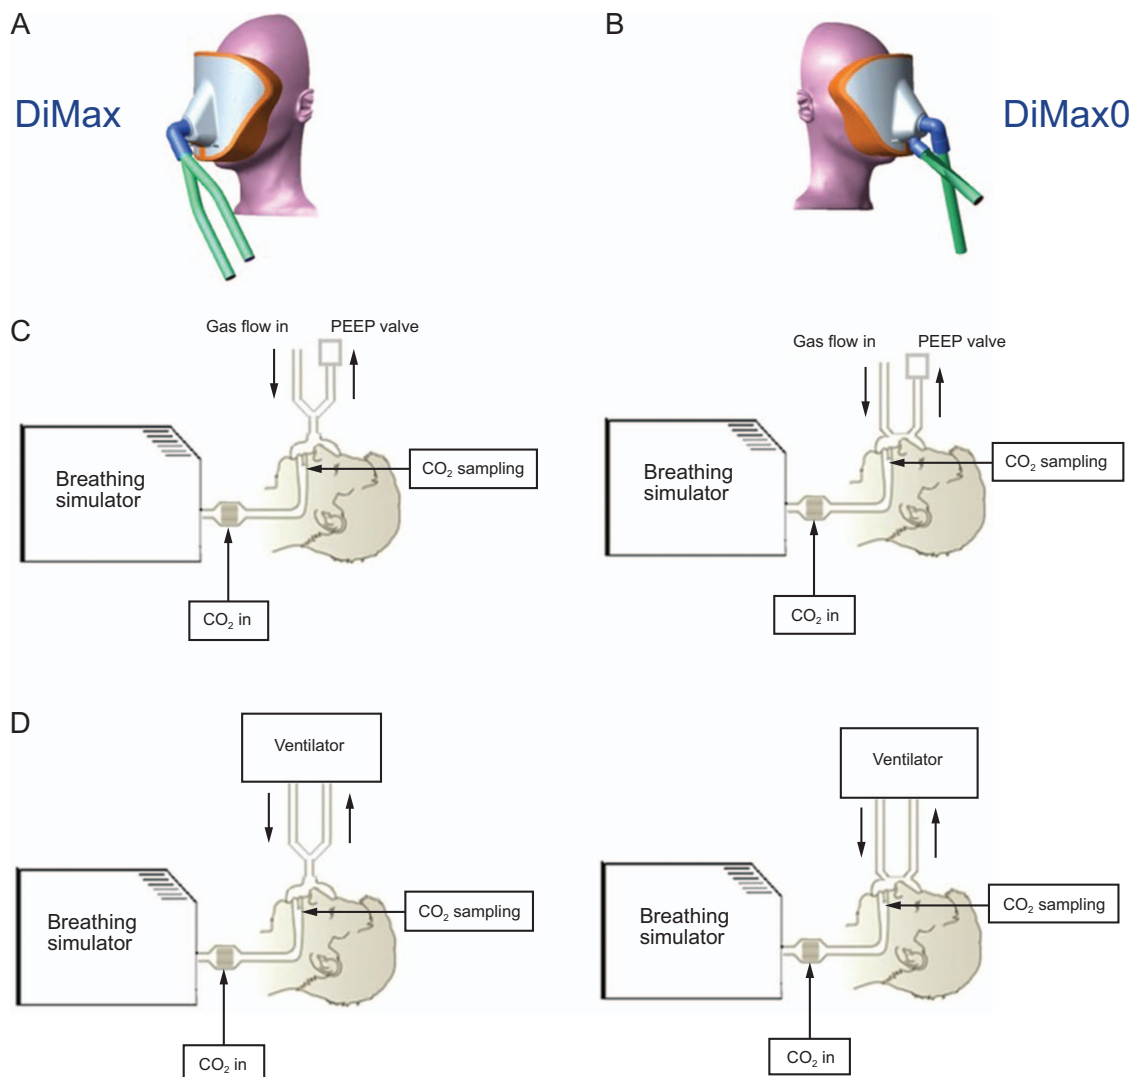 A
B
DiMax
DiMax0
C
Gas flow in
PEEP valve
Gas flow in
PEEP valve
Breathing
simulator
CO₂ sampling
Breathing
simulator
CO₂ sampling
CO₂ in
CO₂ in
D
Ventilator
Ventilator
Breathing
simulator
CO₂ sampling
Breathing
simulator
CO₂ sampling
CO₂ in
CO₂ in